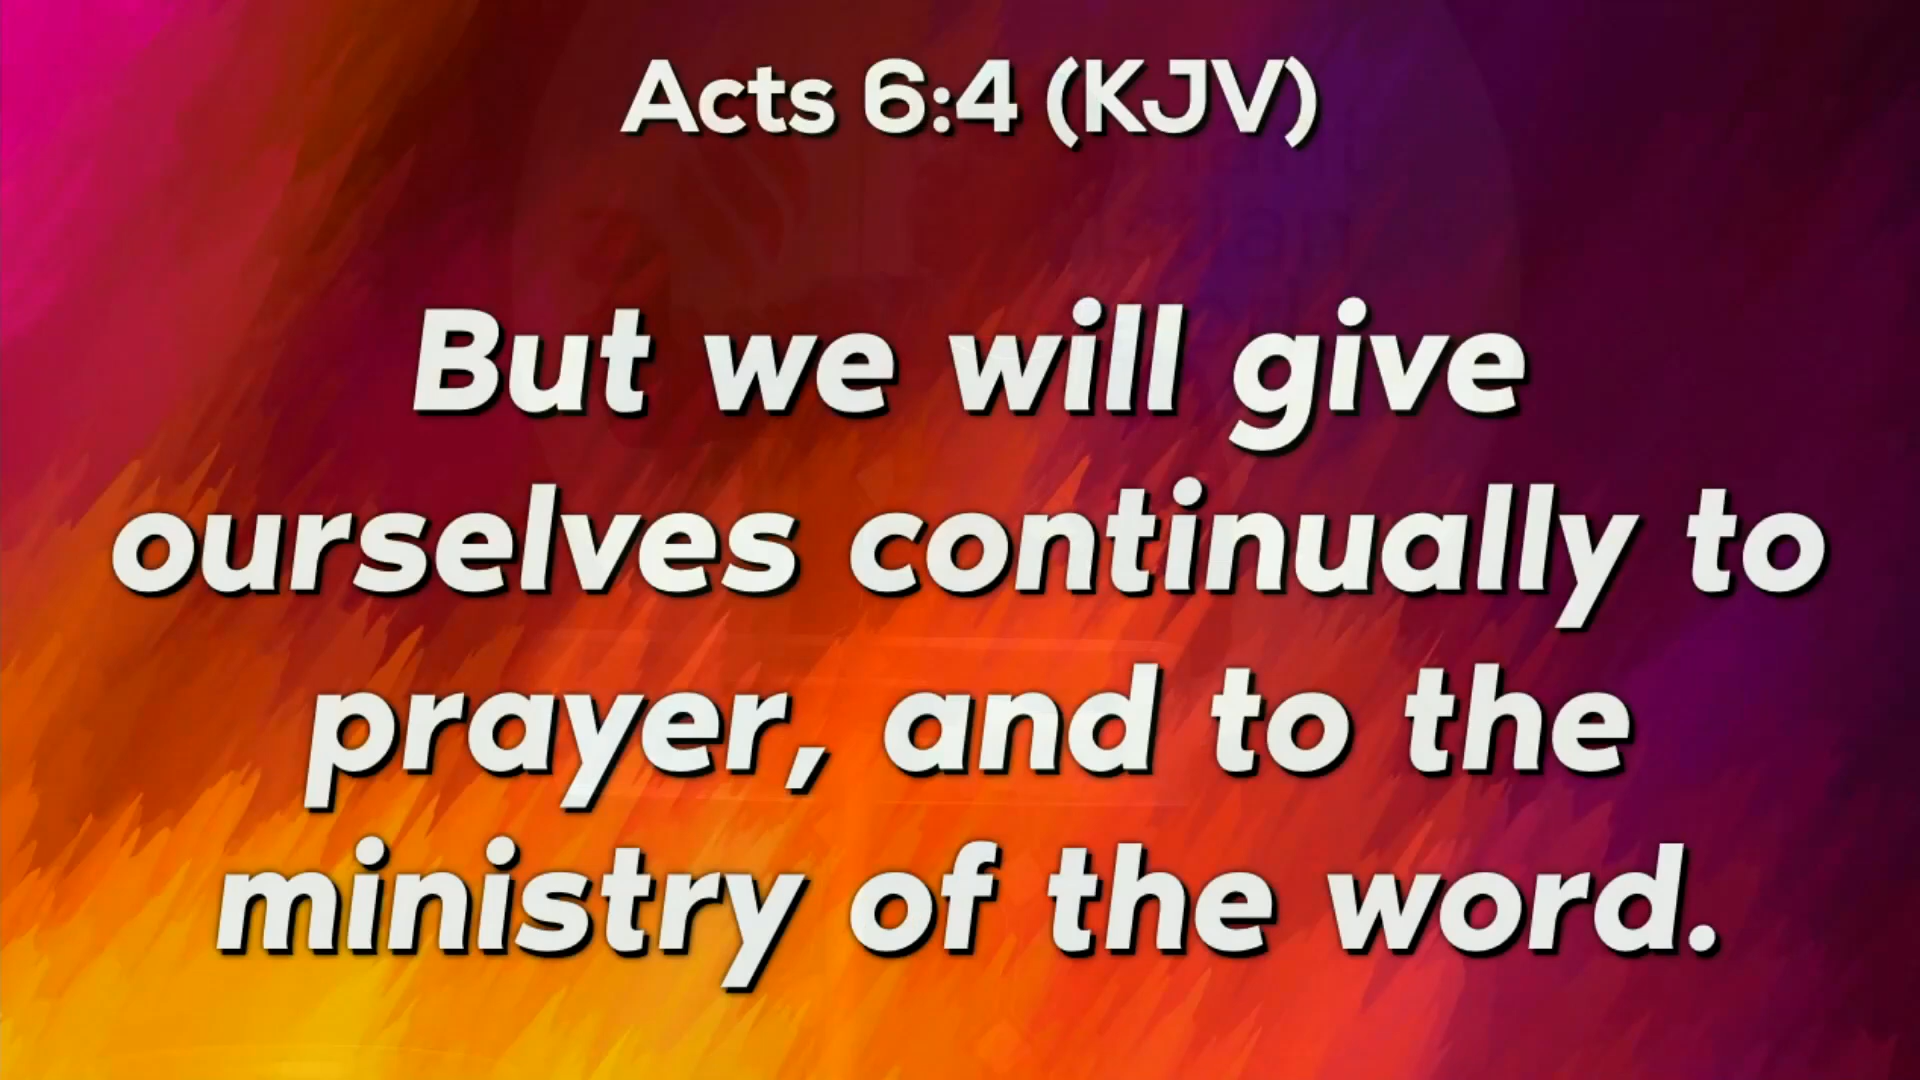 Acts 6:4 (KJV)
But we will give
ourselves continually to
prayer, and to the
ministry of the word.